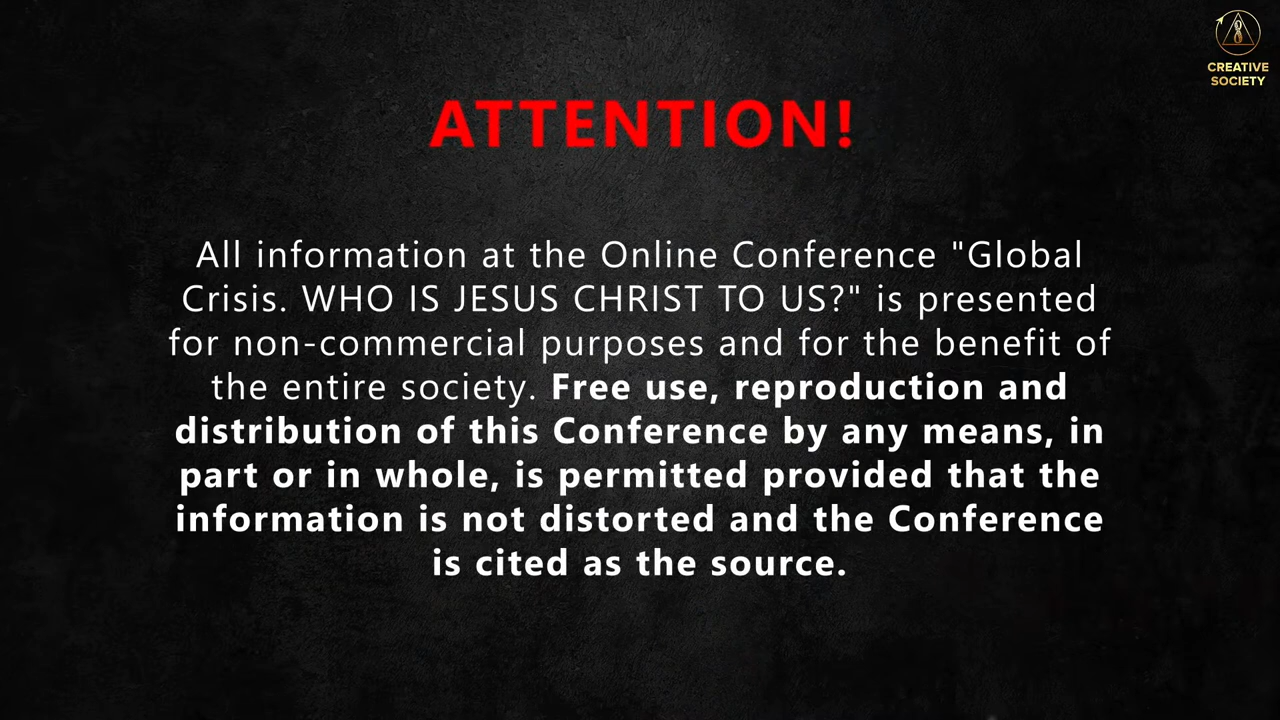 CREATIVE
SOCIETY
ATTENTION!
All information at the Online Conference "Global
Crisis. WHO IS JESUS CHRIST TO US?" is presented
for non-commercial purposes and for the benefit of
the entire society. Free use, reproduction and
distribution of this Conference by any means, in
part or in whole, is permitted provided that the
information is not distorted and the Conference
is cited as the source.